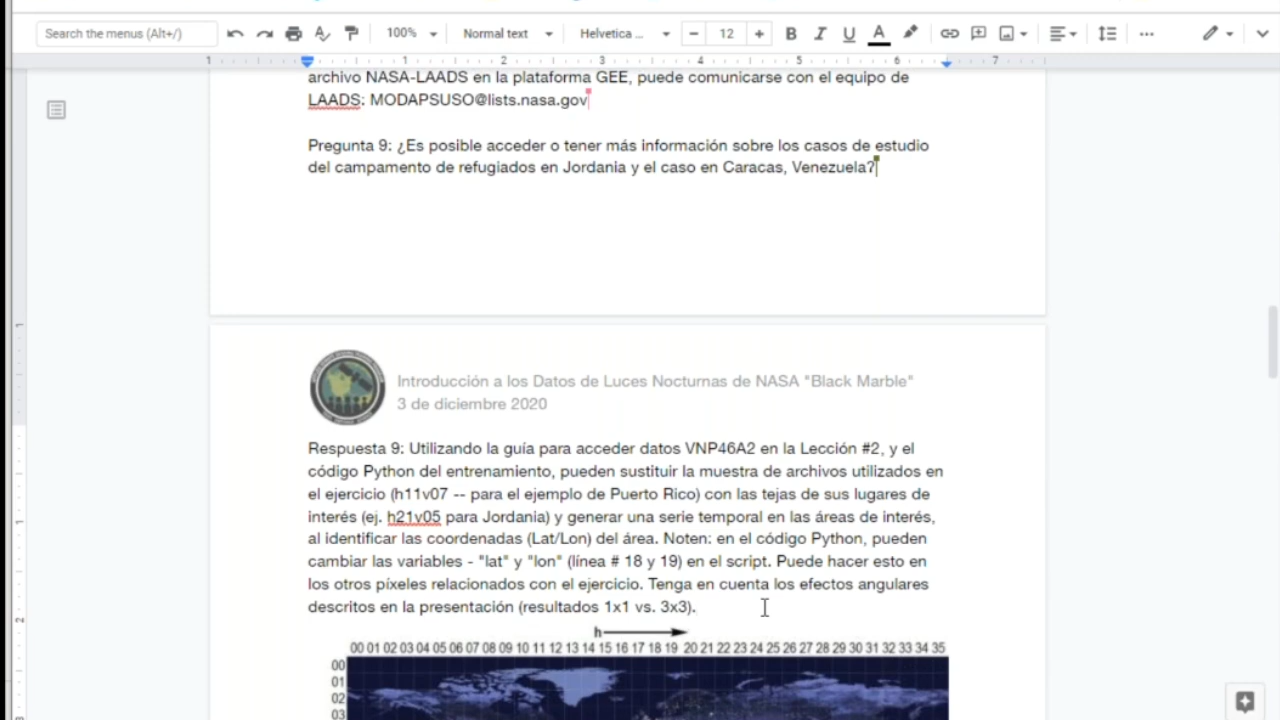 Search the menus (Alt+/)
100%
Normal text
Helvetica ...
12
B I U A
1 1 2 3 4 5 6 7
archivo NASA-LAADS en la plataforma GEE, puede comunicarse con el equipo de
LAADS: MODAPSUSO@lists.nasa.gov
Pregunta 9: ¿Es posible acceder o tener más información sobre los casos de estudio
del campamento de refugiados en Jordania y el caso en Caracas, Venezuela?
Introducción a los Datos de Luces Nocturnas de NASA "Black Marble"
3 de diciembre 2020
Respuesta 9: Utilizando la guía para acceder datos VNP46A2 en la Lección #2, y el
código Python del entrenamiento, pueden sustituir la muestra de archivos utilizados en
el ejercicio (h11v07 -- para el ejemplo de Puerto Rico) con las tejas de sus lugares de
interés (ej. h21v05 para Jordania) y generar una serie temporal en las áreas de interés,
al identificar las coordenadas (Lat/Lon) del área. Noten: en el código Python, pueden
cambiar las variables - "lat" y "lon" (línea # 18 y 19) en el script. Puede hacer esto en
los otros píxeles relacionados con el ejercicio. Tenga en cuenta los efectos angulares
descritos en la presentación (resultados 1x1 vs. 3x3).
h
00 01 02 03 04 05 06 07 08 09 10 11 12 13 14 15 16 17 18 19 20 21 22 23 24 25 26 27 28 29 30 31 32 33 34 35
00
01
02
03